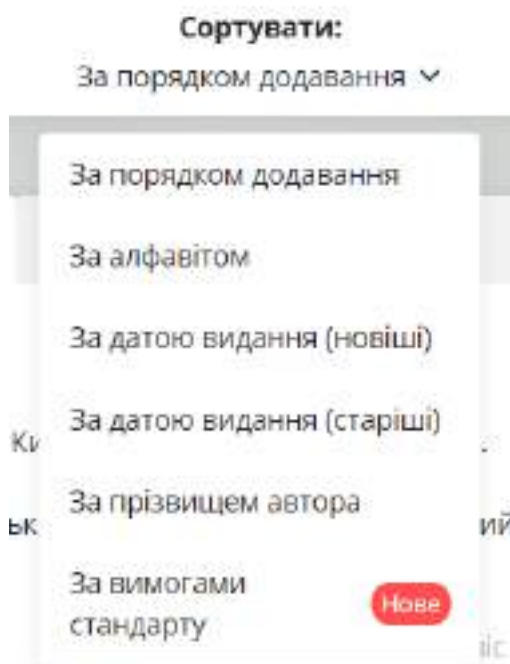 Сортувати:
За порядком додавання
За порядком додавання
За алфавітом
За датою видання (новіші)
За датою видання (старіші)
За прізвищем автора
За вимогами
стандарту
Нове